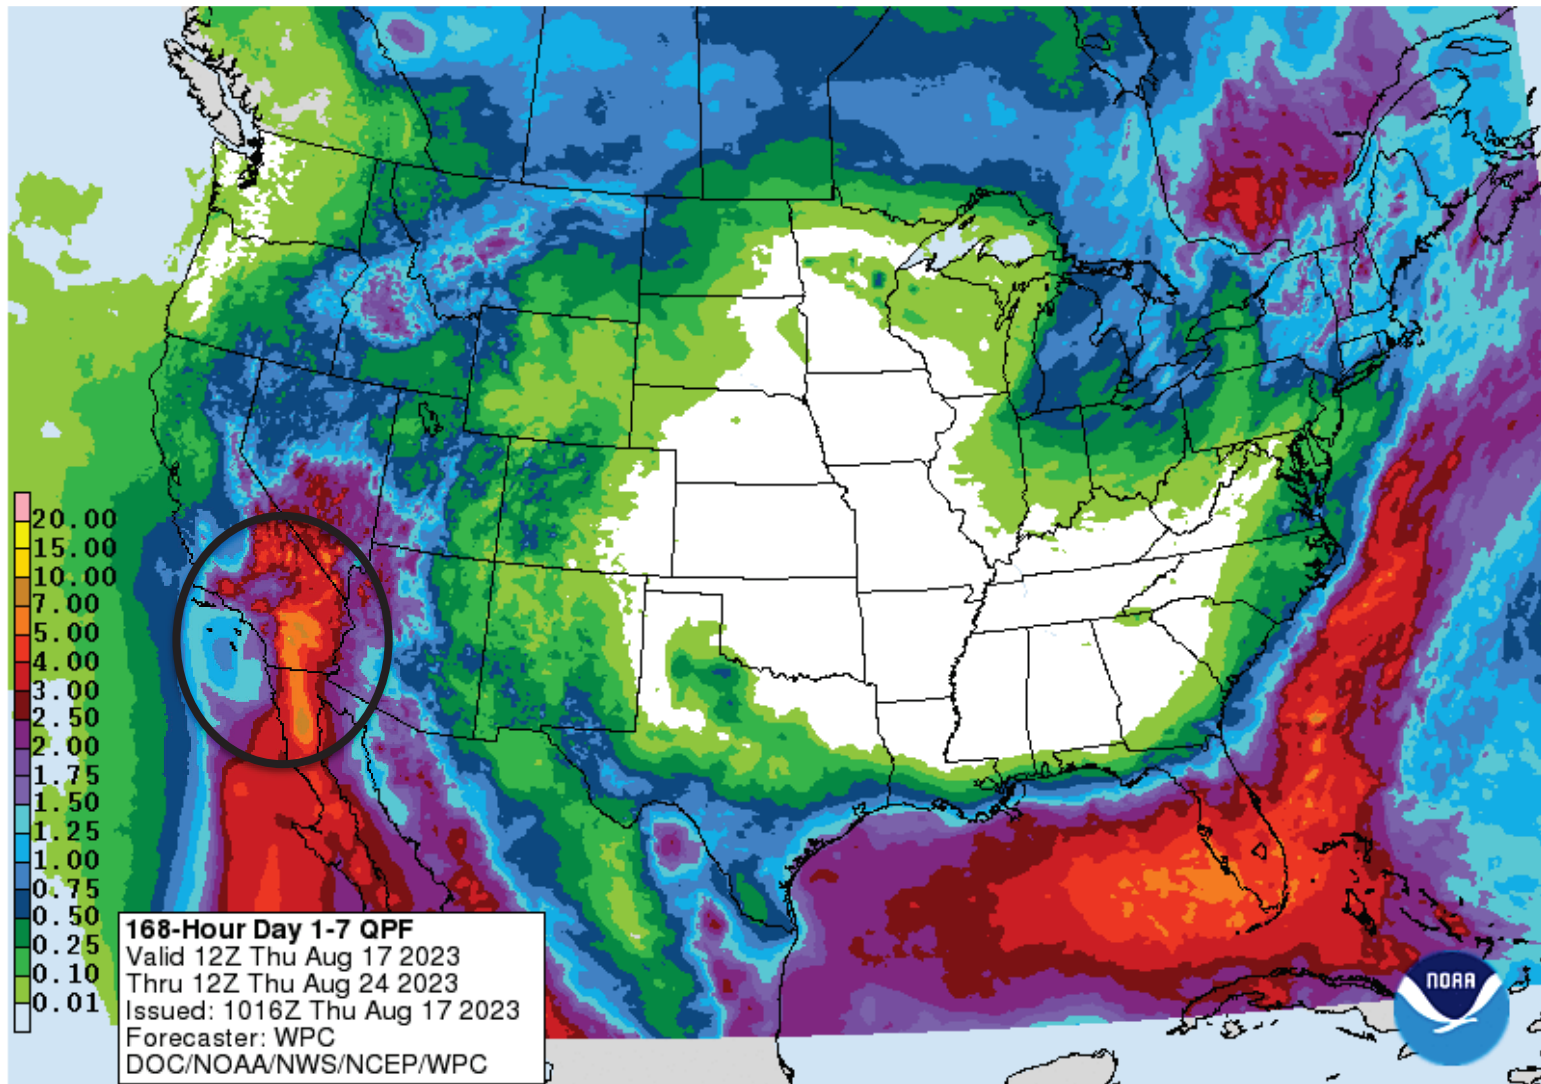 20.00
15.00
10.00
7.00
5.00
4.00
3.00
2.50
2.00
1.75
1.50
1.25
1.00
0.75
0.50
0.25
0.10
0.01
168-Hour Day 1-7 QPF
Valid 12Z Thu Aug 17 2023
Thru 12Z Thu Aug 24 2023
Issued: 1016Z Thu Aug 17 2023
Forecaster: WPC
DOC/NOAA/NWS/NCEP/WPC
NOAA